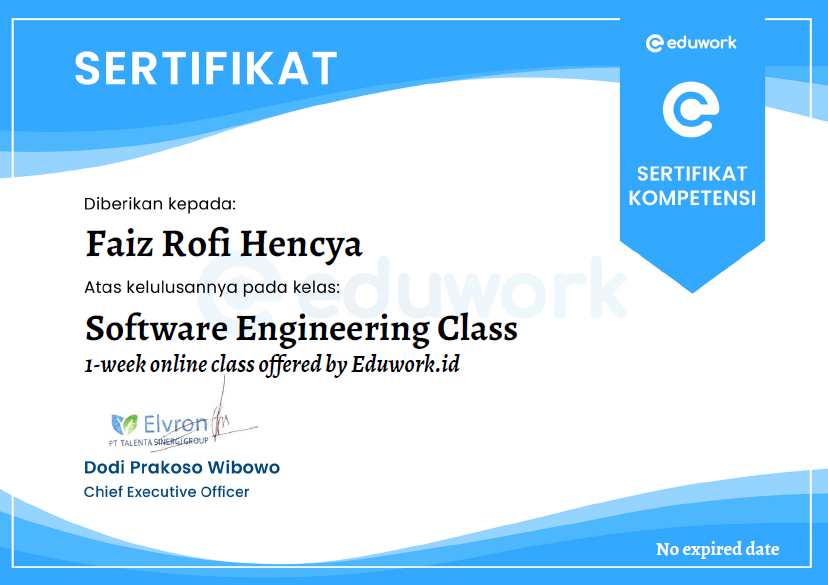 SERTIFIKAT
eduwork
SERTIFIKAT
KOMPETENSI
Diberikan kepada:
Faiz Rofi Hencya
eduwork
Atas kelulusannya pada kelas:
Software Engineering Class
1-week online class offered by Eduwork.id
Elvron
PT TALENTA SINERGI GROUP
Dodi Prakoso Wibowo
Chief Executive Officer
No expired date